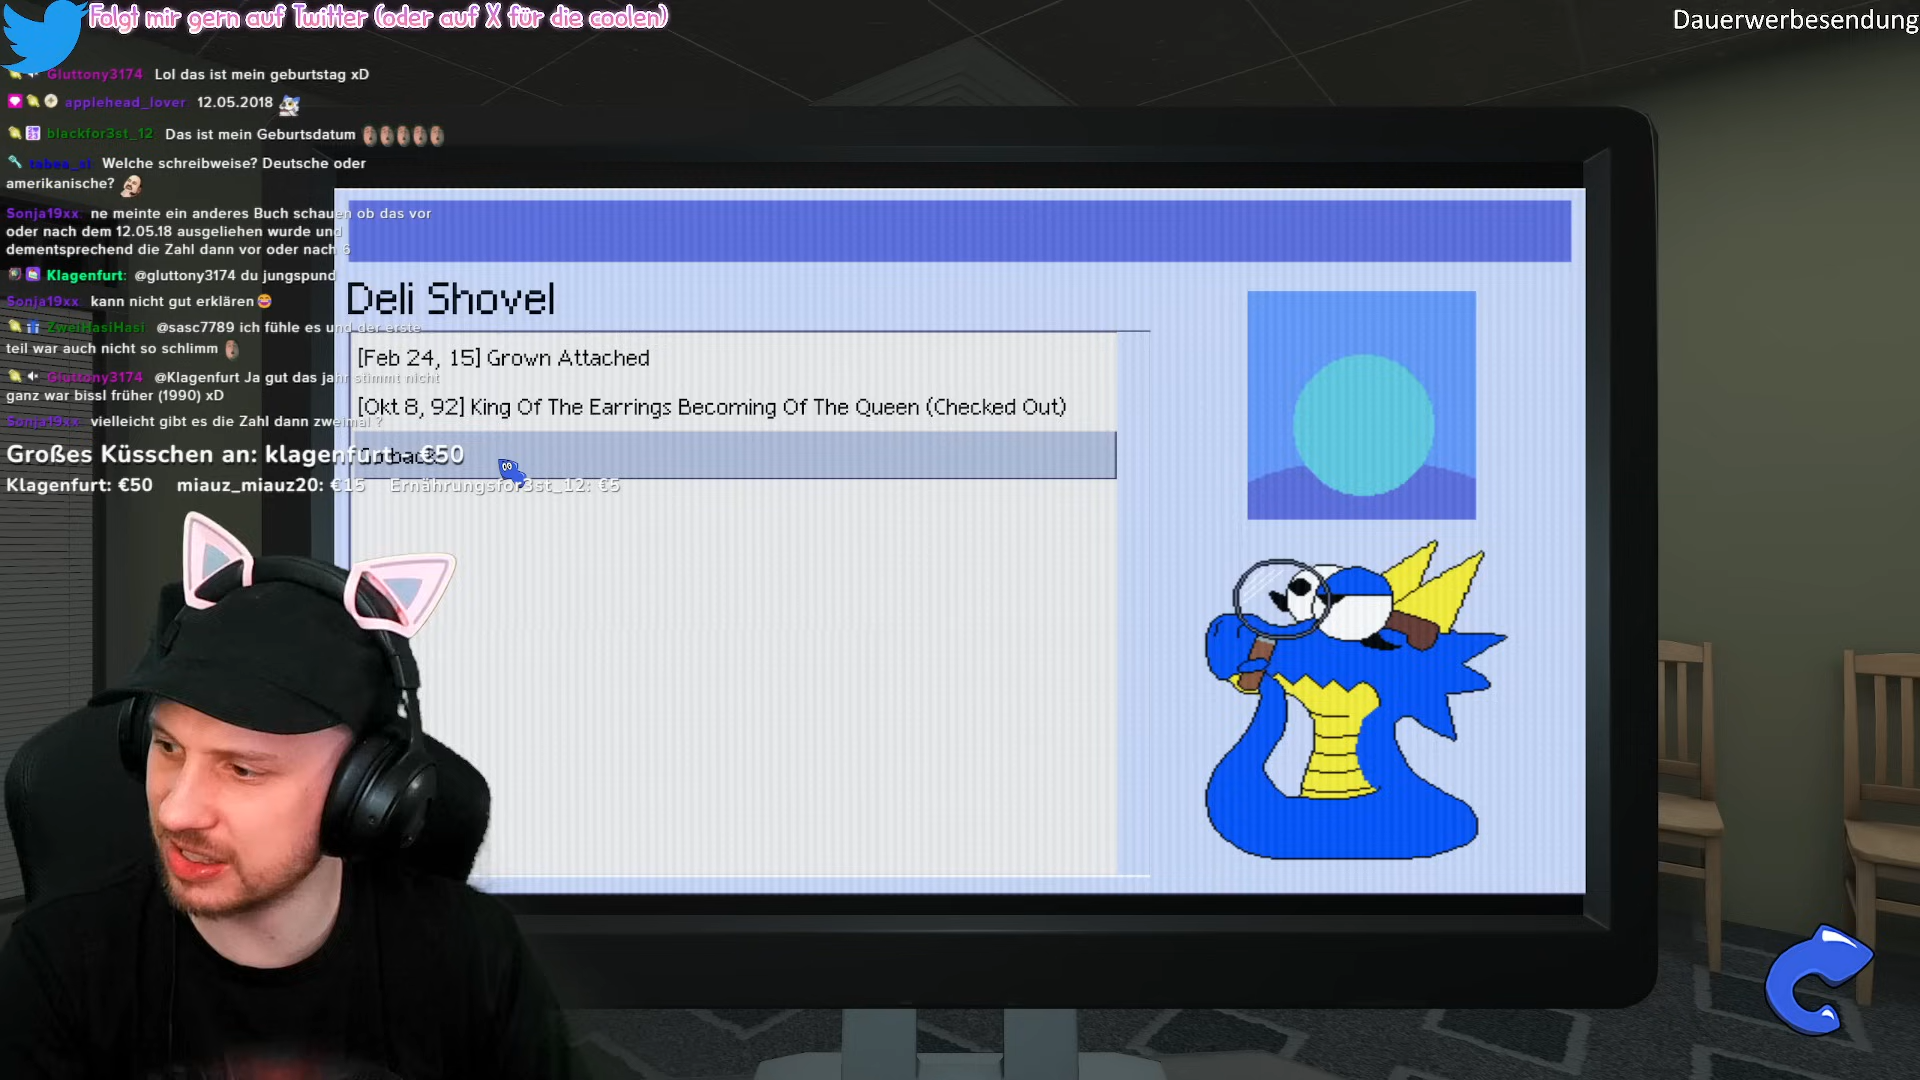 Folgt mir gern auf Twitter (oder auf X für die coolen)
Dauerwerbesendung
Gluttony3174 Lol das ist mein geburtstag xD
applehead_lover 12.05.2018
blackfor3st_12 Das ist mein Geburtsdatum
tabea_sl Welche schreibweise? Deutsche oder
amerikanische?
Sonja19xx: ne meinte ein anderes Buch schauen ob das vor
oder nach dem 12.05.18 ausgeliehen wurde und
dementsprechend die Zahl dann vor oder nach 6
Klagenfurt: @gluttony3174 du jungspund
Sonja19xx: kann nicht gut erklären
ZweiHasiHasi @sasc7789 ich fühle es und der erste
teil war auch nicht so schlimm
Gluttony3174 @Klagenfurt Ja gut das jahr stimmt nicht
ganz war bissl früher (1990) xD
Sonja19xx: vielleicht gibt es die Zahl dann zweimal ?
Großes Küsschen an: klagenfurt - €50
Klagenfurt: €50 miauz_miauz20: €15 Ernährungsfor3st_12: €5
Deli Shovel
[Feb 24, 15] Grown Attached
[Okt 8, 92] King Of The Earrings Becoming Of The Queen (Checked Out)